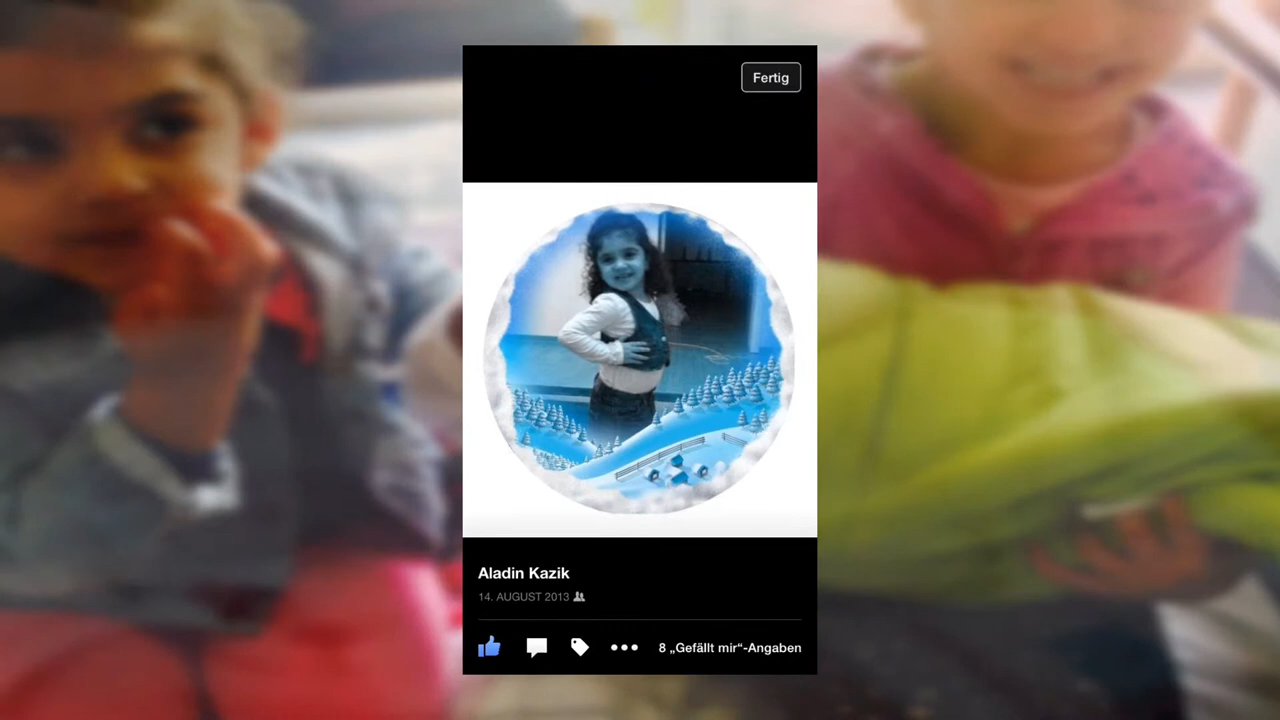 Fertig
Aladin Kazik
14. AUGUST 2013
8 „Gefällt mir“-Angaben